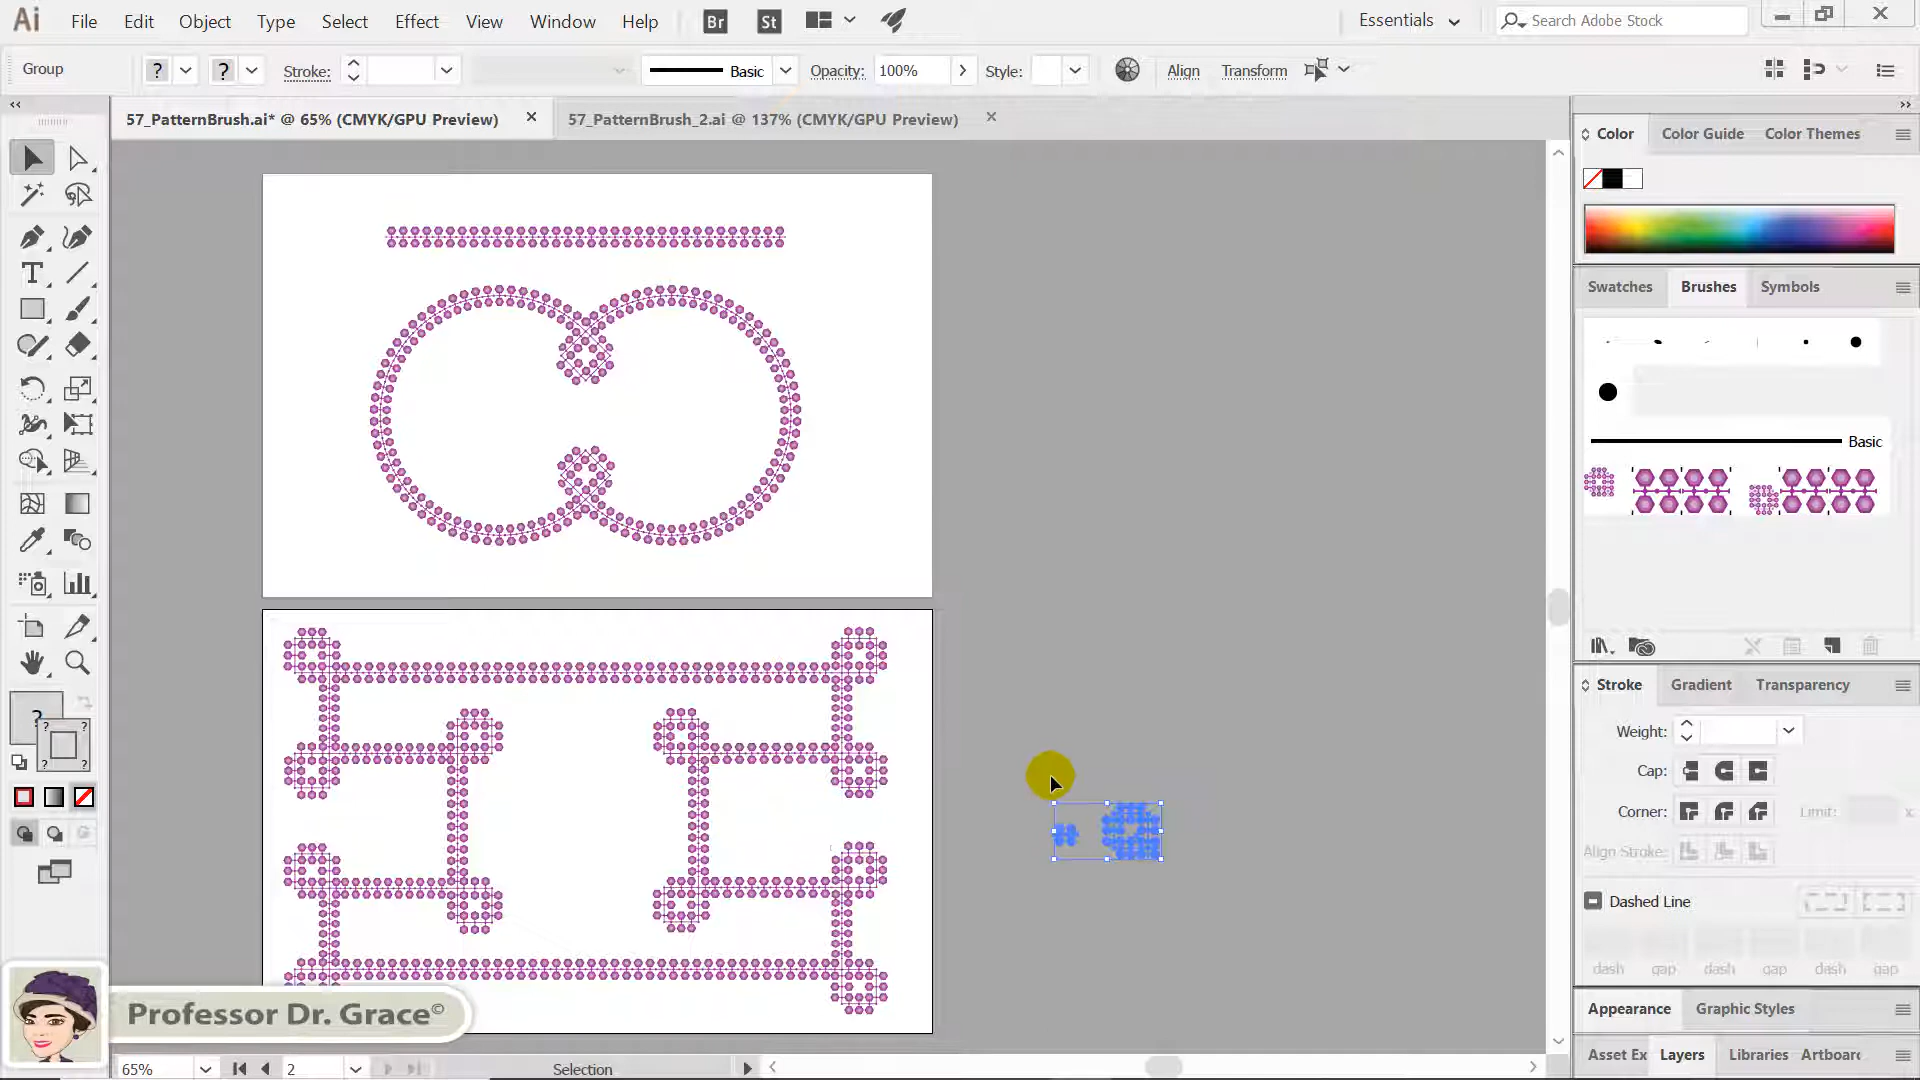 Ai File Edit Object Type Select Effect View Window Help Br St Essentials Search Adobe Stock
Group ? ? Stroke: Basic Opacity: 100% Style: Align Transform
57_PatternBrush.ai* @ 65% (CMYK/GPU Preview) 57_PatternBrush_2.ai @ 137% (CMYK/GPU Preview)
Color Color Guide Color Themes
Swatches Brushes Symbols
Basic
Stroke Gradient Transparency
Weight:
Cap:
Corner: Limit: x
Align Stroke:
Dashed Line
dash gap dash gap dash gap
Appearance Graphic Styles
Asset Ex Layers Libraries Artboard
? ? ? ? ?
Professor Dr. Grace©
65% 2 Selection